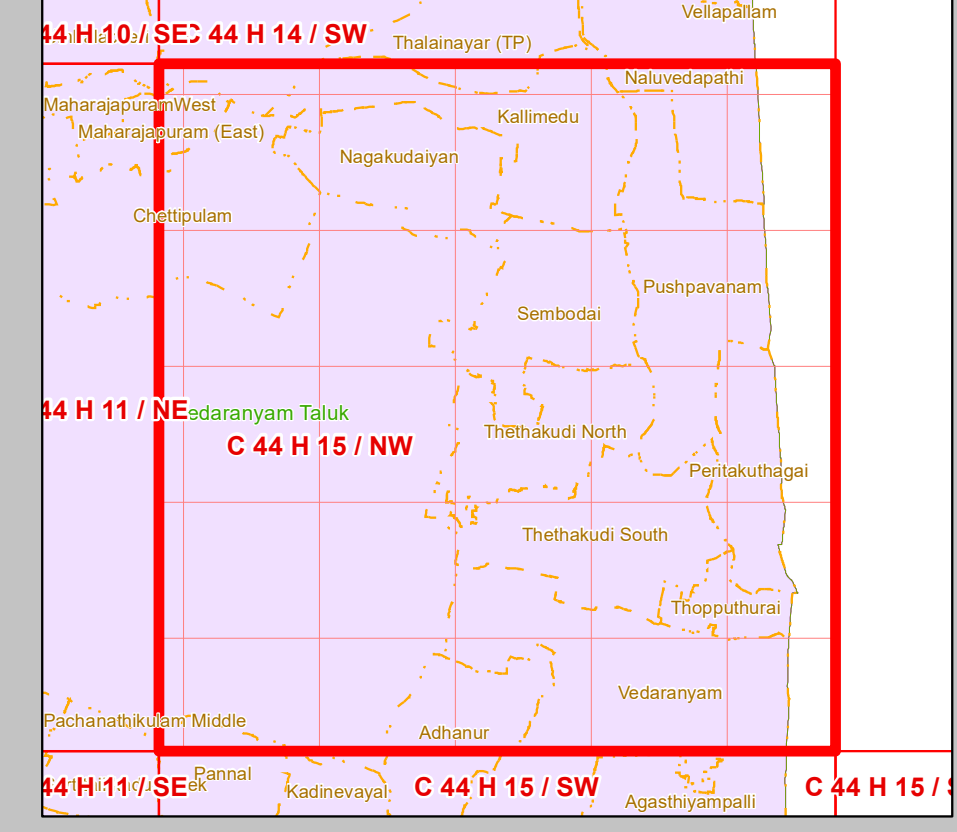 Vellapallam
44 H 10 / SE
C 44 H 14 / SW
Thalainayar (TP)
Naluvedapathi
MaharajapuramWest
Kallimedu
Maharajapuram (East)
Nagakudaiyan
Chettipulam
Pushpavanam
Sembodai
44 H 11 / NE
edaranyam Taluk
Thethakudi North
C 44 H 15 / NW
Peritakuthagai
Thethakudi South
Thopputhurai
Vedaranyam
Pachanathikulam Middle
Adhanur
Pannal
44 H 11 / SE
Kadinevayal
C 44 H 15 / SW
C 44 H 15 /
Agasthiyampalli